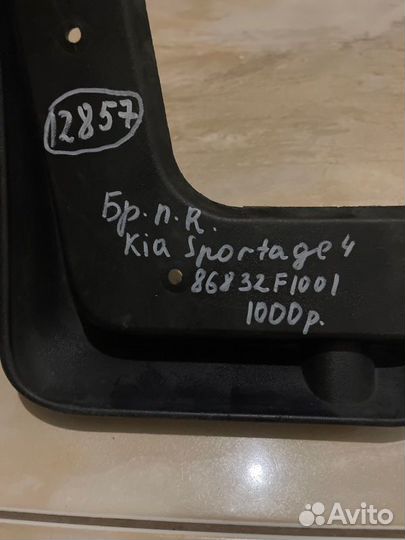 12857
Бр. п. R.
Kia Sportage 4
86832F1001
1000р.
Avito